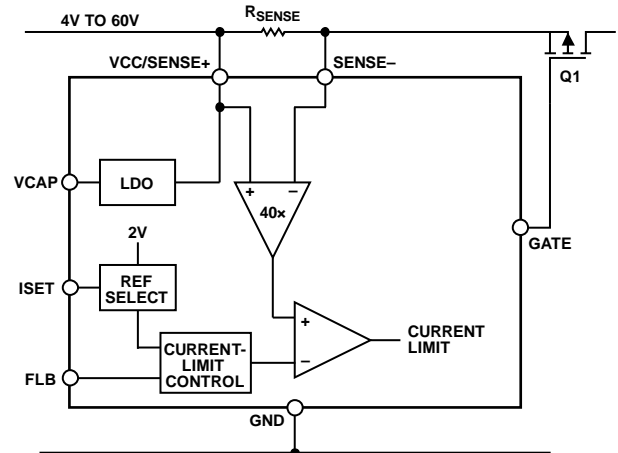 4V TO 60V
RSENSE
VCC/SENSE+
SENSE–
Q1
VCAP
LDO
+
–
40×
2V
GATE
ISET
REF
SELECT
+
–
CURRENT
LIMIT
CURRENT-
LIMIT
CONTROL
FLB
GND